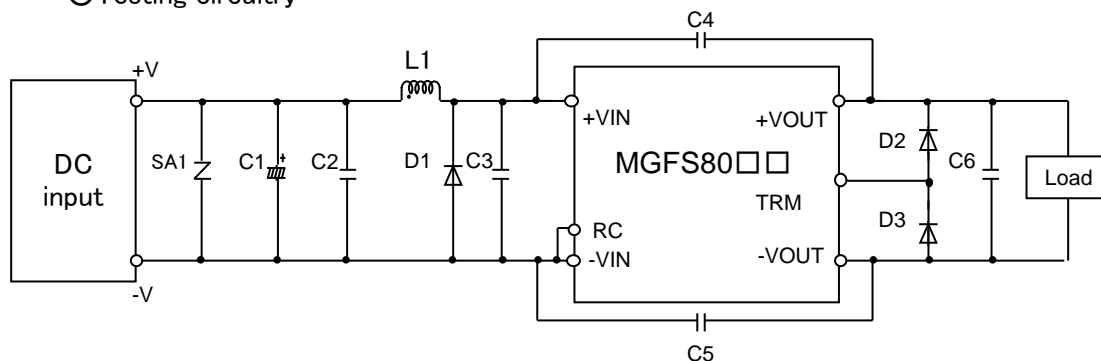 ○Testing circuitry
C4
+V
L1
+VIN
+VOUT
D2
SA1
C1
+
C2
D1
C3
MGFS80□□
C6
DC
input
Load
TRM
RC
D3
-VIN
-VOUT
-V
C5